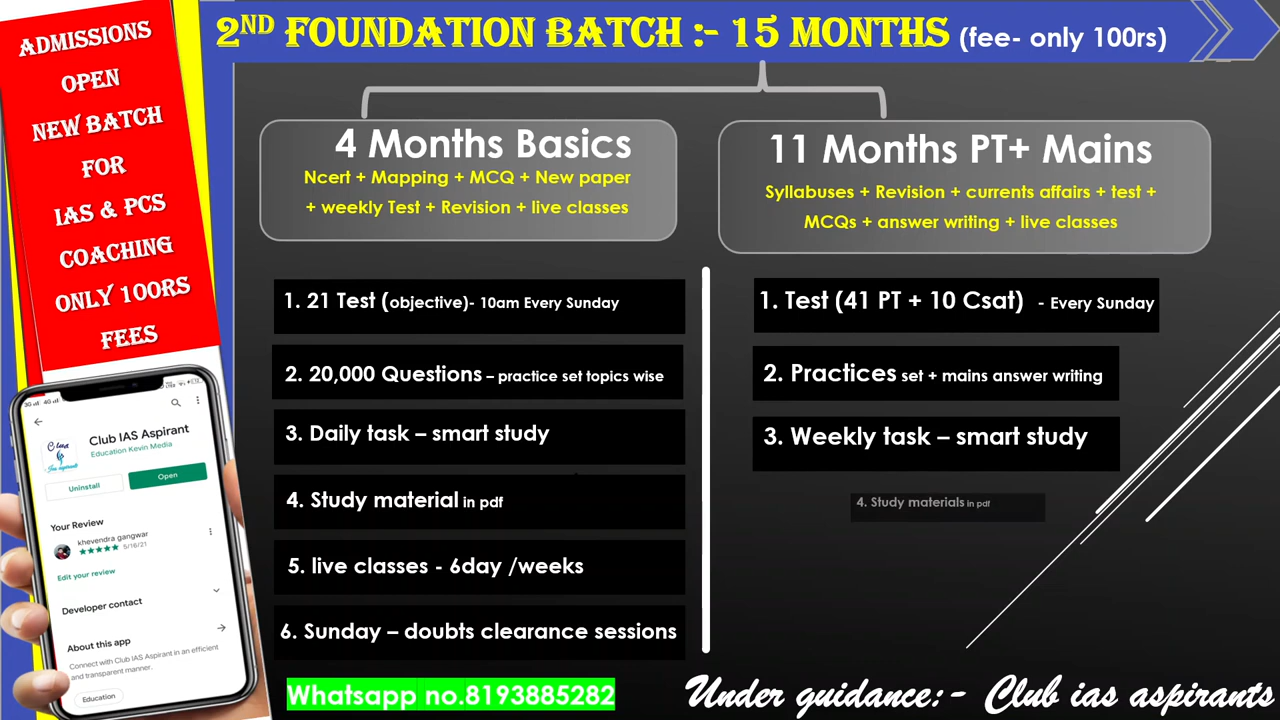 2ND FOUNDATION BATCH :- 15 MONTHS (fee- only 100rs)
ADMISSIONS
OPEN
NEW BATCH
FOR
IAS & PCS
COACHING
ONLY 100RS
FEES
4 Months Basics
Ncert + Mapping + MCQ + New paper
+ weekly Test + Revision + live classes
11 Months PT+ Mains
Syllabuses + Revision + currents affairs + test +
MCQs + answer writing + live classes
1. 21 Test (objective)- 10am Every Sunday
2. 20,000 Questions – practice set topics wise
3. Daily task – smart study
4. Study material in pdf
5. live classes - 6day /weeks
6. Sunday – doubts clearance sessions
1. Test (41 PT + 10 Csat) - Every Sunday
2. Practices set + mains answer writing
3. Weekly task – smart study
4. Study materials in pdf
Club IAS Aspirant
Education Kevin Media
Uninstall
Open
Your Review
khevendra gangwar
5/16/21
Edit your review
Developer contact
About this app
Connect with Club IAS Aspirant in an efficient
and transparent manner.
Education
Whatsapp no.8193885282
Under guidance:- Club ias aspirants